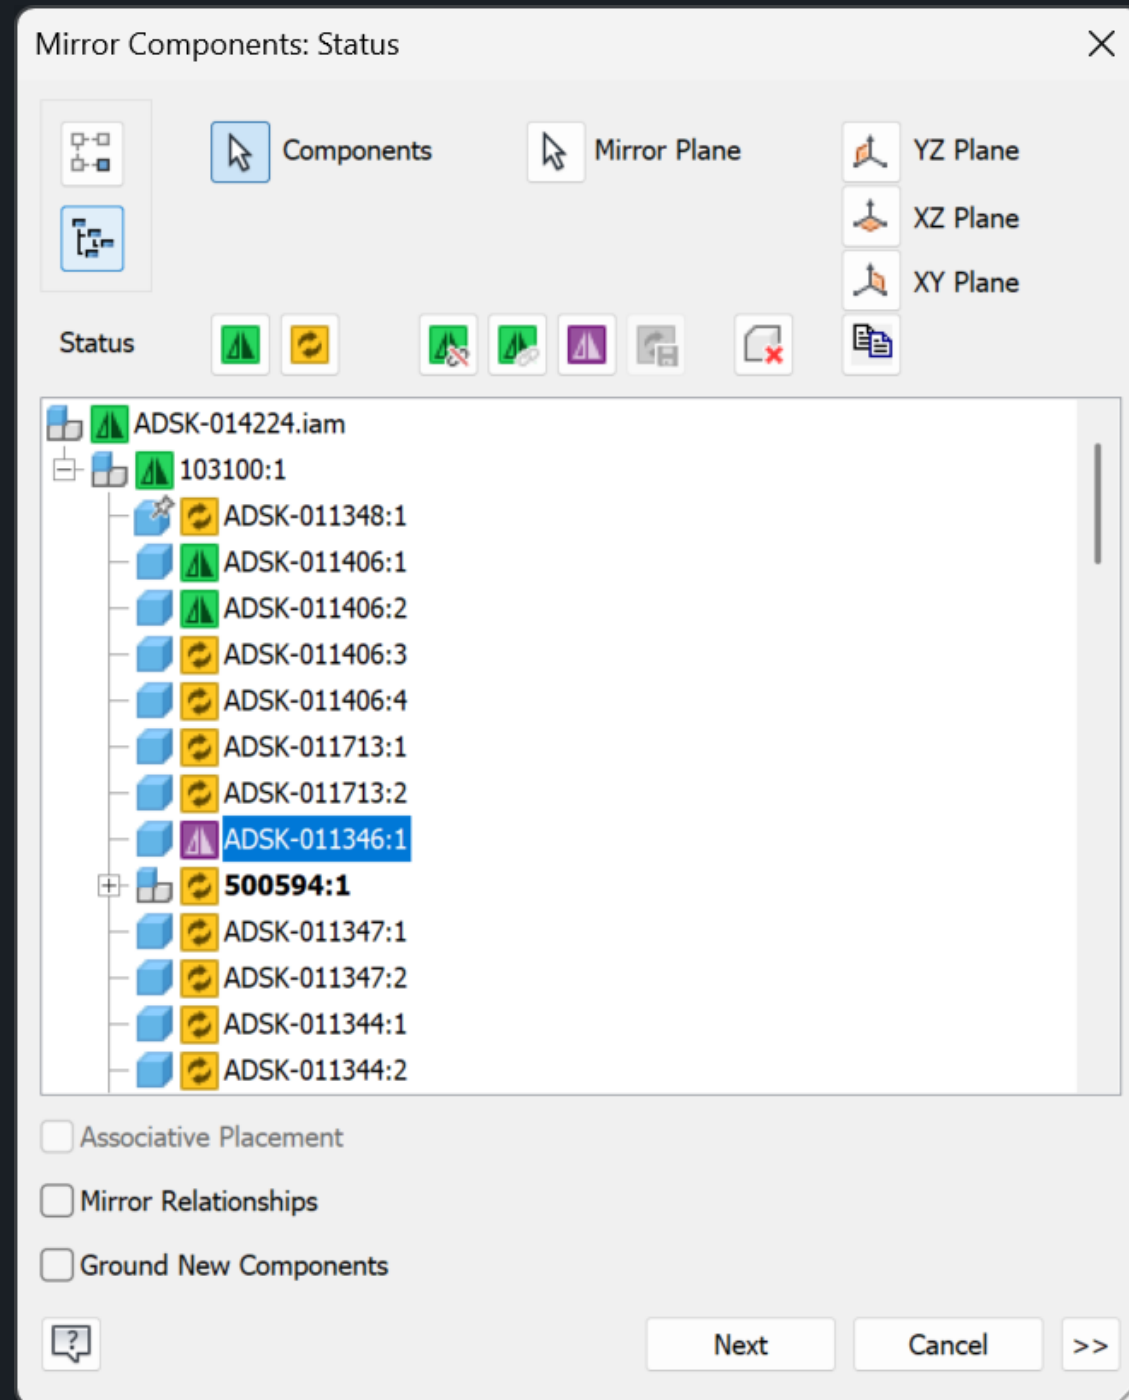 Mirror Components: Status
Components
Mirror Plane
YZ Plane
XZ Plane
XY Plane
Status
ADSK-014224.iam
103100:1
ADSK-011348:1
ADSK-011406:1
ADSK-011406:2
ADSK-011406:3
ADSK-011406:4
ADSK-011713:1
ADSK-011713:2
ADSK-011346:1
500594:1
ADSK-011347:1
ADSK-011347:2
ADSK-011344:1
ADSK-011344:2
Associative Placement
Mirror Relationships
Ground New Components
?
Next
Cancel
>>